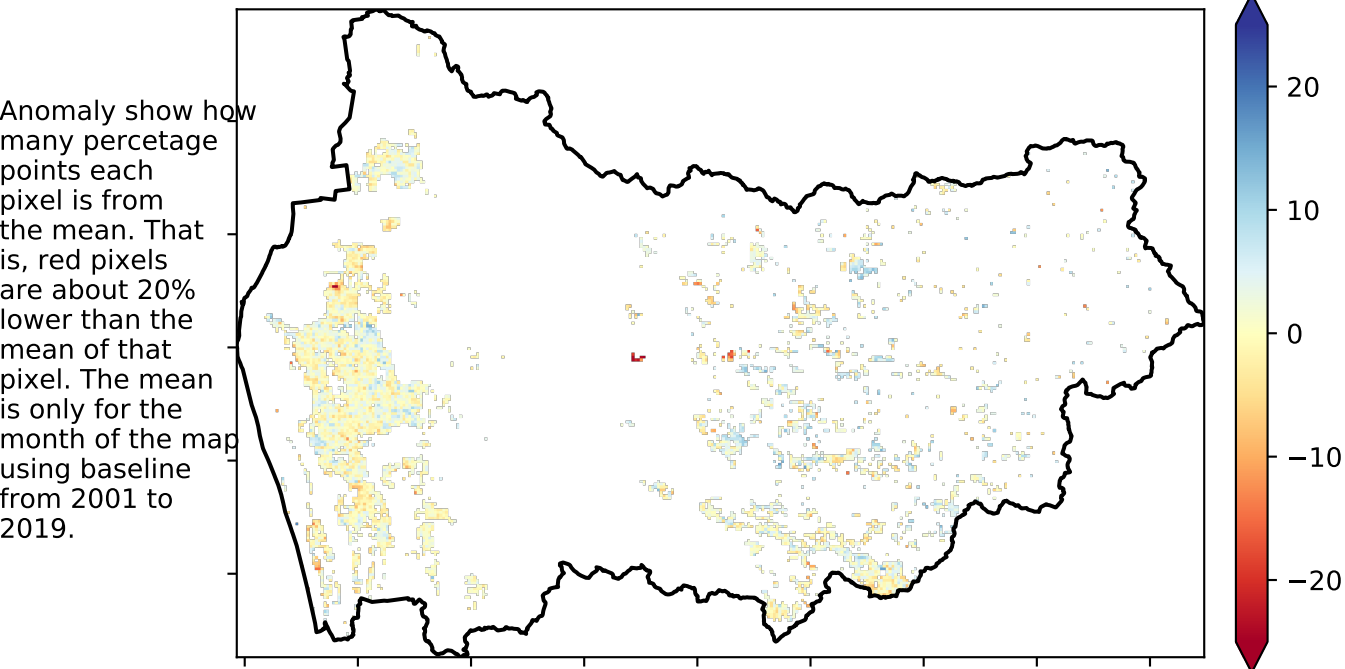 Anomaly show how
many percetage
points each
pixel is from
the mean. That
is, red pixels
are about 20%
lower than the
mean of that
pixel. The mean
is only for the
month of the map
using baseline
from 2001 to
2019.
20
10
0
−10
−20